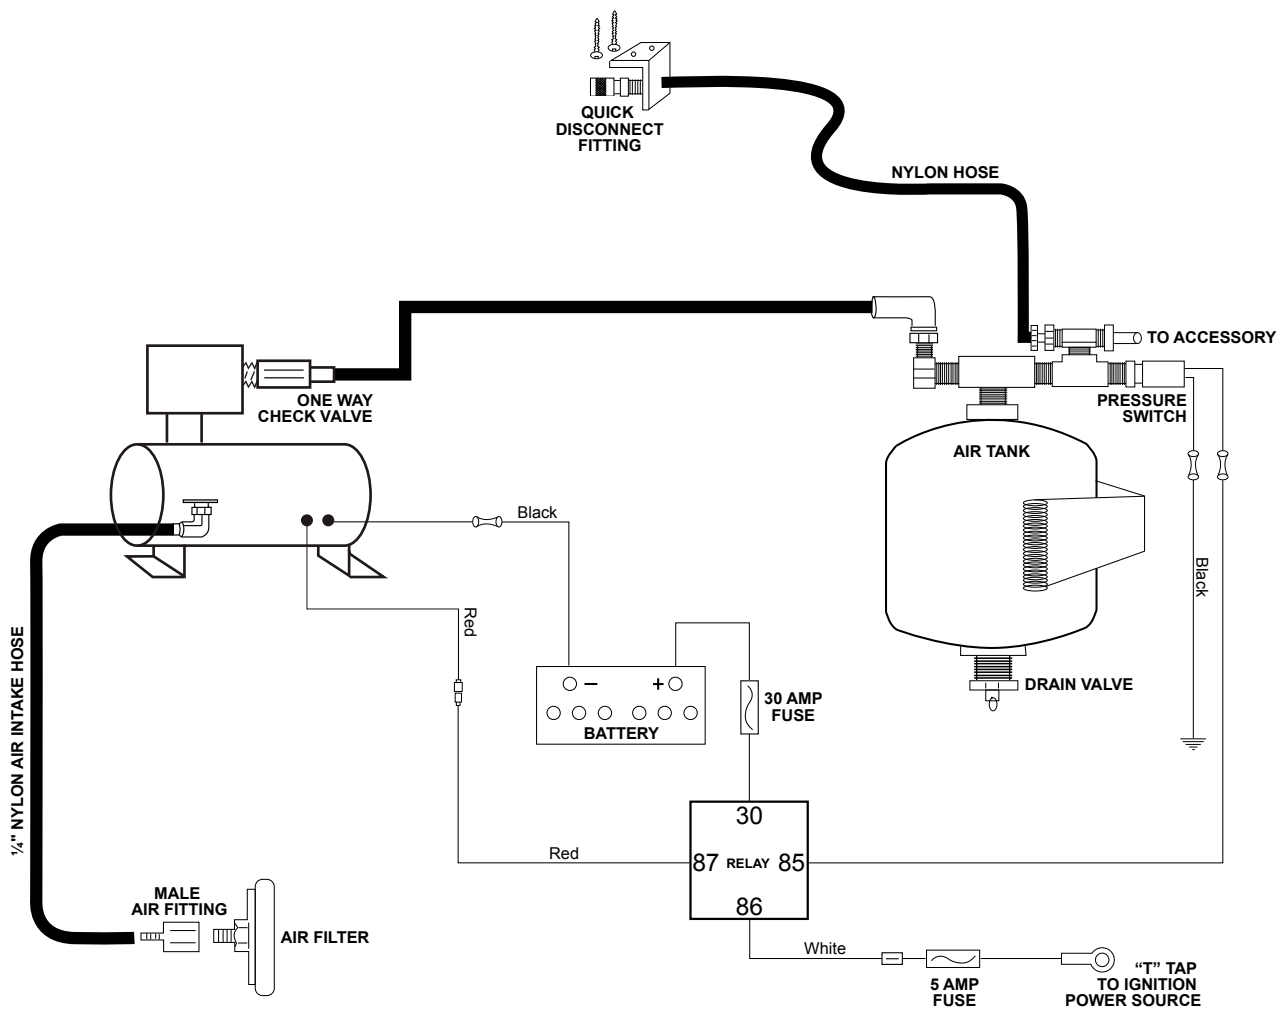 QUICK
DISCONNECT
FITTING
NYLON HOSE
TO ACCESSORY
ONE WAY
CHECK VALVE
PRESSURE
SWITCH
AIR TANK
Black
Black
Red
¼" NYLON AIR INTAKE HOSE
– +
BATTERY
30 AMP
FUSE
DRAIN VALVE
30
87 RELAY 85
86
Red
MALE
AIR FITTING
AIR FILTER
White
5 AMP
FUSE
“T” TAP
TO IGNITION
POWER SOURCE